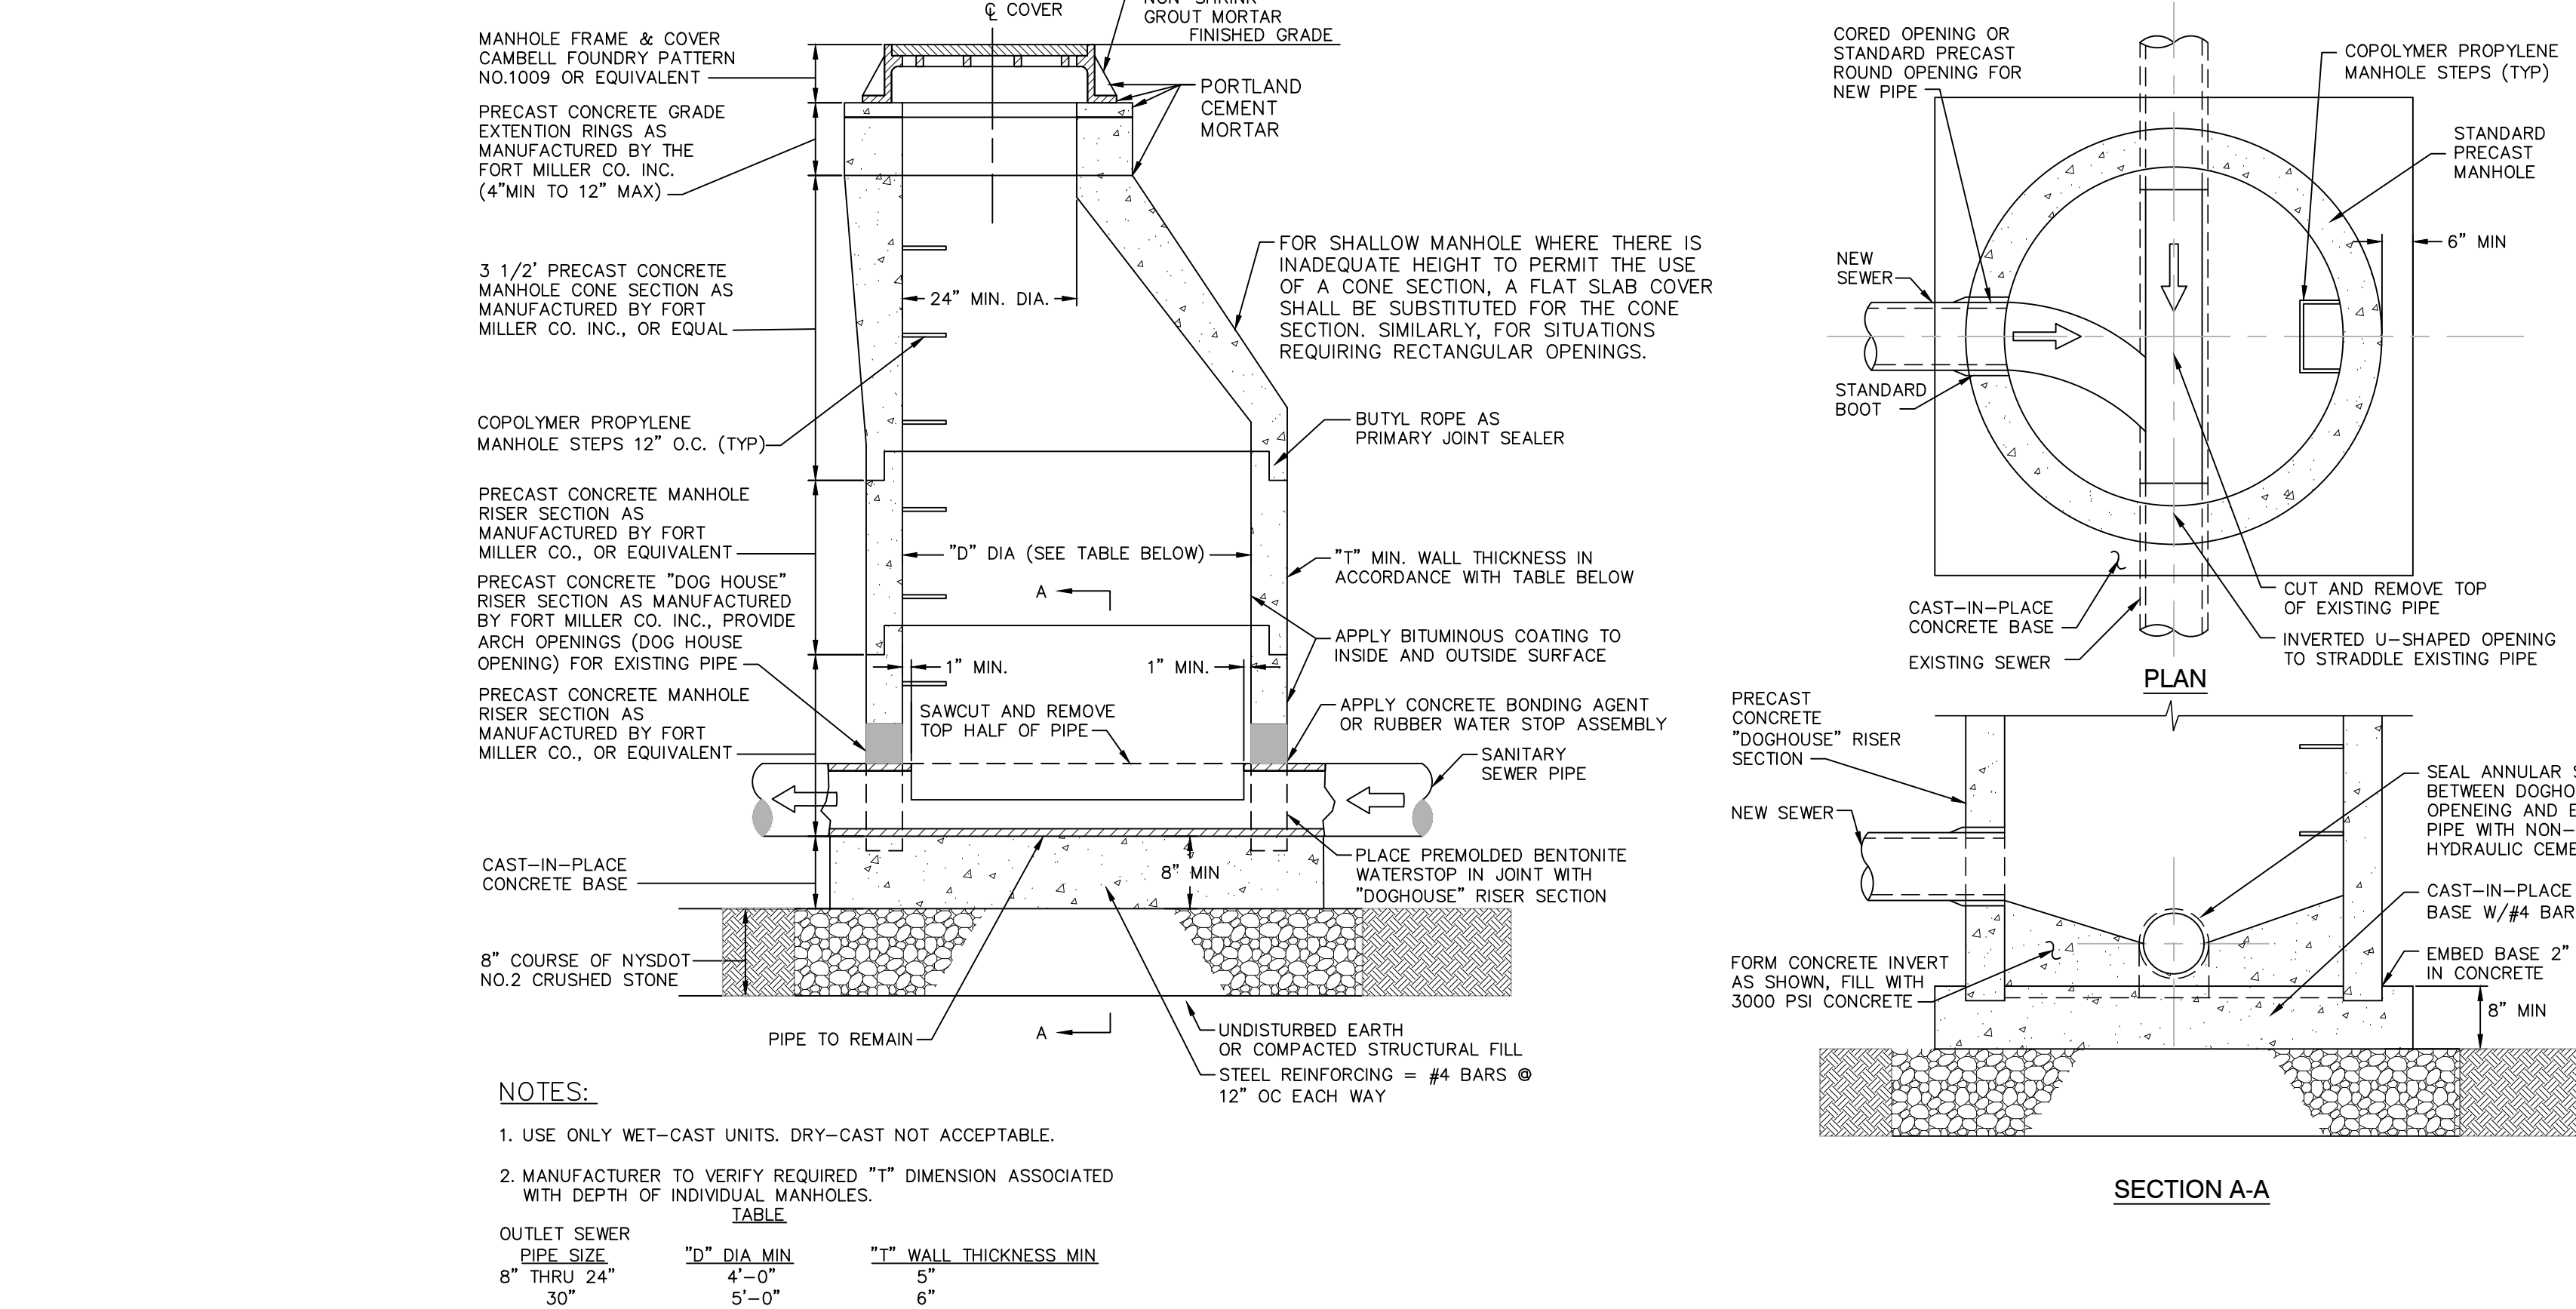 ℄ COVER
GROUT MORTAR
FINISHED GRADE
MANHOLE FRAME & COVER
CAMBELL FOUNDRY PATTERN
NO.1009 OR EQUIVALENT
PRECAST CONCRETE GRADE
EXTENTION RINGS AS
MANUFACTURED BY THE
FORT MILLER CO. INC.
(4"MIN TO 12" MAX)
3 1/2' PRECAST CONCRETE
MANHOLE CONE SECTION AS
MANUFACTURED BY FORT
MILLER CO. INC., OR EQUAL
COPOLYMER PROPYLENE
MANHOLE STEPS 12" O.C. (TYP)
PRECAST CONCRETE MANHOLE
RISER SECTION AS
MANUFACTURED BY FORT
MILLER CO., OR EQUIVALENT
PRECAST CONCRETE "DOG HOUSE"
RISER SECTION AS MANUFACTURED
BY FORT MILLER CO. INC., PROVIDE
ARCH OPENINGS (DOG HOUSE
OPENING) FOR EXISTING PIPE
PRECAST CONCRETE MANHOLE
RISER SECTION AS
MANUFACTURED BY FORT
MILLER CO., OR EQUIVALENT
CAST-IN-PLACE
CONCRETE BASE
8" COURSE OF NYSDOT
NO.2 CRUSHED STONE
PORTLAND
CEMENT
MORTAR
24" MIN. DIA.
FOR SHALLOW MANHOLE WHERE THERE IS
INADEQUATE HEIGHT TO PERMIT THE USE
OF A CONE SECTION, A FLAT SLAB COVER
SHALL BE SUBSTITUTED FOR THE CONE
SECTION. SIMILARLY, FOR SITUATIONS
REQUIRING RECTANGULAR OPENINGS.
BUTYL ROPE AS
PRIMARY JOINT SEALER
"D" DIA (SEE TABLE BELOW)
"T" MIN. WALL THICKNESS IN
ACCORDANCE WITH TABLE BELOW
A
APPLY BITUMINOUS COATING TO
INSIDE AND OUTSIDE SURFACE
1" MIN.
1" MIN.
SAWCUT AND REMOVE
TOP HALF OF PIPE
APPLY CONCRETE BONDING AGENT
OR RUBBER WATER STOP ASSEMBLY
SANITARY
SEWER PIPE
8" MIN
PLACE PREMOLDED BENTONITE
WATERSTOP IN JOINT WITH
"DOGHOUSE" RISER SECTION
PIPE TO REMAIN
A
UNDISTURBED EARTH
OR COMPACTED STRUCTURAL FILL
STEEL REINFORCING = #4 BARS @
12" OC EACH WAY
NOTES:
1. USE ONLY WET-CAST UNITS. DRY-CAST NOT ACCEPTABLE.
2. MANUFACTURER TO VERIFY REQUIRED "T" DIMENSION ASSOCIATED
WITH DEPTH OF INDIVIDUAL MANHOLES.
TABLE
OUTLET SEWER
PIPE SIZE "D" DIA MIN "T" WALL THICKNESS MIN
8" THRU 24" 4'-0" 5"
30" 5'-0" 6"
CORED OPENING OR
STANDARD PRECAST
ROUND OPENING FOR
NEW PIPE
COPOLYMER PROPYLENE
MANHOLE STEPS (TYP)
STANDARD
PRECAST
MANHOLE
6" MIN
NEW
SEWER
STANDARD
BOOT
CAST-IN-PLACE
CONCRETE BASE
EXISTING SEWER
CUT AND REMOVE TOP
OF EXISTING PIPE
INVERTED U-SHAPED OPENING
TO STRADDLE EXISTING PIPE
PLAN
PRECAST
CONCRETE
"DOGHOUSE" RISER
SECTION
NEW SEWER
FORM CONCRETE INVERT
AS SHOWN, FILL WITH
3000 PSI CONCRETE
SEAL ANNULAR
BETWEEN
OPENEING AND
PIPE WITH NON-
HYDRAULIC
CAST-IN-PLACE
BASE W/#4 BAR
EMBED BASE 2"
IN CONCRETE
8" MIN
SECTION A-A